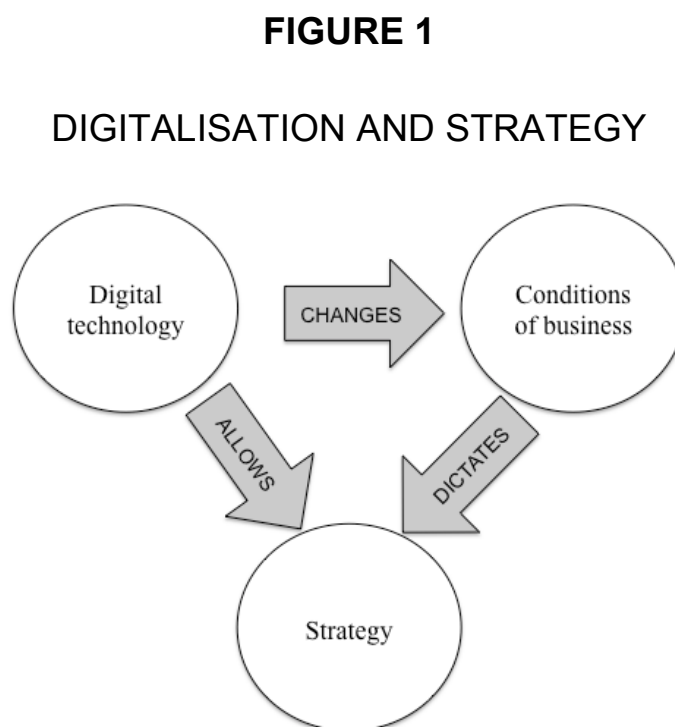 FIGURE 1
DIGITALISATION AND STRATEGY
Digital
technology
CHANGES
Conditions
of business
ALLOWS
DICTATES
Strategy